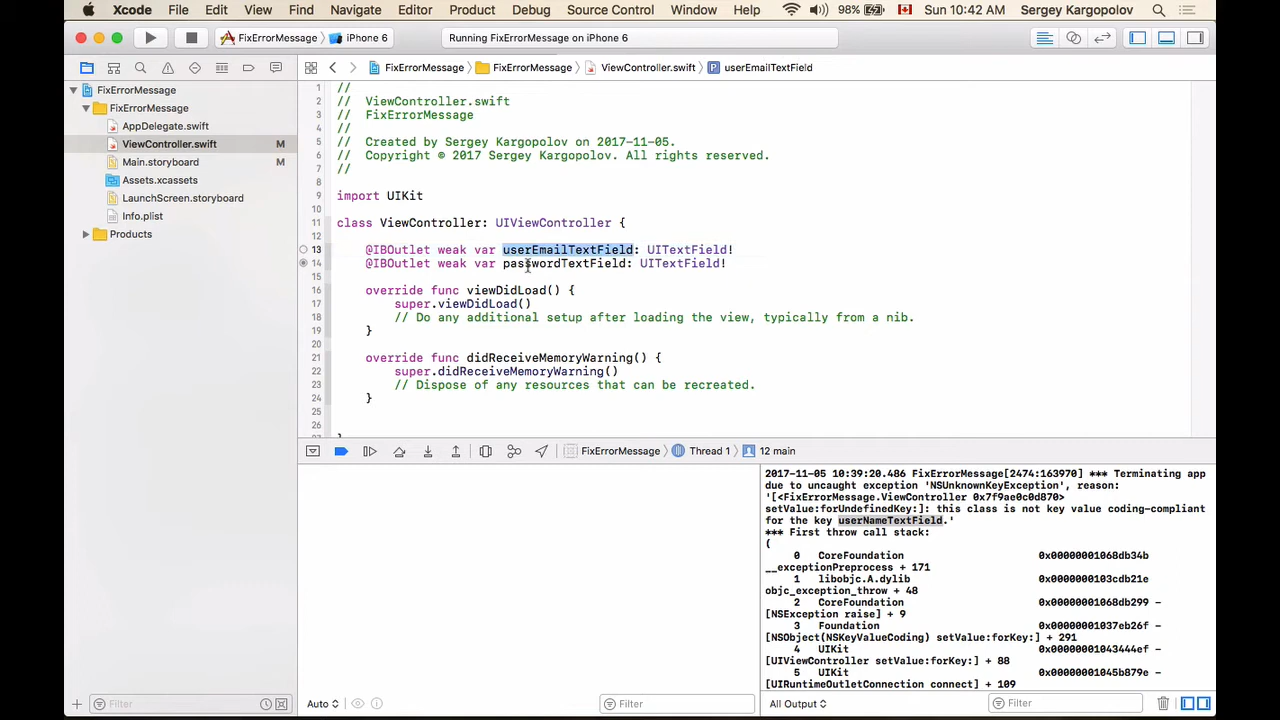 Xcode File Edit View Find Navigate Editor Product Debug Source Control Window Help 98% Sun 10:42 AM Sergey Kargopolov
FixErrorMessage iPhone 6 Running FixErrorMessage on iPhone 6
FixErrorMessage FixErrorMessage ViewController.swift P userEmailTextField
FixErrorMessage
FixErrorMessage
AppDelegate.swift
ViewController.swift M
Main.storyboard M
Assets.xcassets
LaunchScreen.storyboard
Info.plist
Products
1 //
2 // ViewController.swift
3 // FixErrorMessage
4 //
5 // Created by Sergey Kargopolov on 2017-11-05.
6 // Copyright © 2017 Sergey Kargopolov. All rights reserved.
7 //
8
9 import UIKit
10
11 class ViewController: UIViewController {
12
13 @IBOutlet weak var userEmailTextField: UITextField!
14 @IBOutlet weak var passwordTextField: UITextField!
15
16 override func viewDidLoad() {
17 super.viewDidLoad()
18 // Do any additional setup after loading the view, typically from a nib.
19 }
20
21 override func didReceiveMemoryWarning() {
22 super.didReceiveMemoryWarning()
23 // Dispose of any resources that can be recreated.
24 }
25
26
27 }
FixErrorMessage Thread 1 12 main
2017-11-05 10:39:20.486 FixErrorMessage[2474:163970] *** Terminating app
due to uncaught exception 'NSUnknownKeyException', reason:
'[<FixErrorMessage.ViewController 0x7f9ae0c0d870>
setValue:forUndefinedKey:]: this class is not key value coding-compliant
for the key userNameTextField.'
*** First throw call stack:
(
0 CoreFoundation 0x00000001068db34b
__exceptionPreprocess + 171
1 libobjc.A.dylib 0x0000000103cdb21e
objc_exception_throw + 48
2 CoreFoundation 0x00000001068db299 -
[NSException raise] + 9
3 Foundation 0x00000001037eb26f -
[NSObject(NSKeyValueCoding) setValue:forKey:] + 291
4 UIKit 0x00000001043444ef -
[UIViewController setValue:forKey:] + 88
5 UIKit 0x00000001045b879e -
[UIRuntimeOutletConnection connect] + 109
Filter Auto Filter All Output Filter